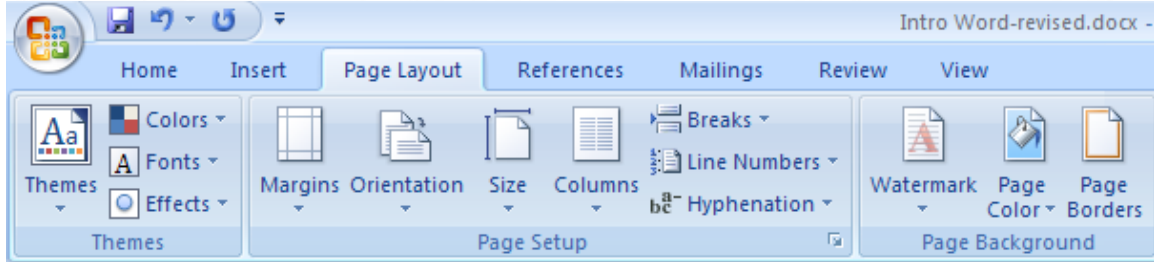 Intro Word-revised.docx -
Home Insert Page Layout References Mailings Review View
Aa
Themes
Colors
A Fonts
Effects
Themes
Margins Orientation Size Columns
Breaks
Line Numbers
Hyphenation
Page Setup
A
Watermark
Page Color
Page Borders
Page Background